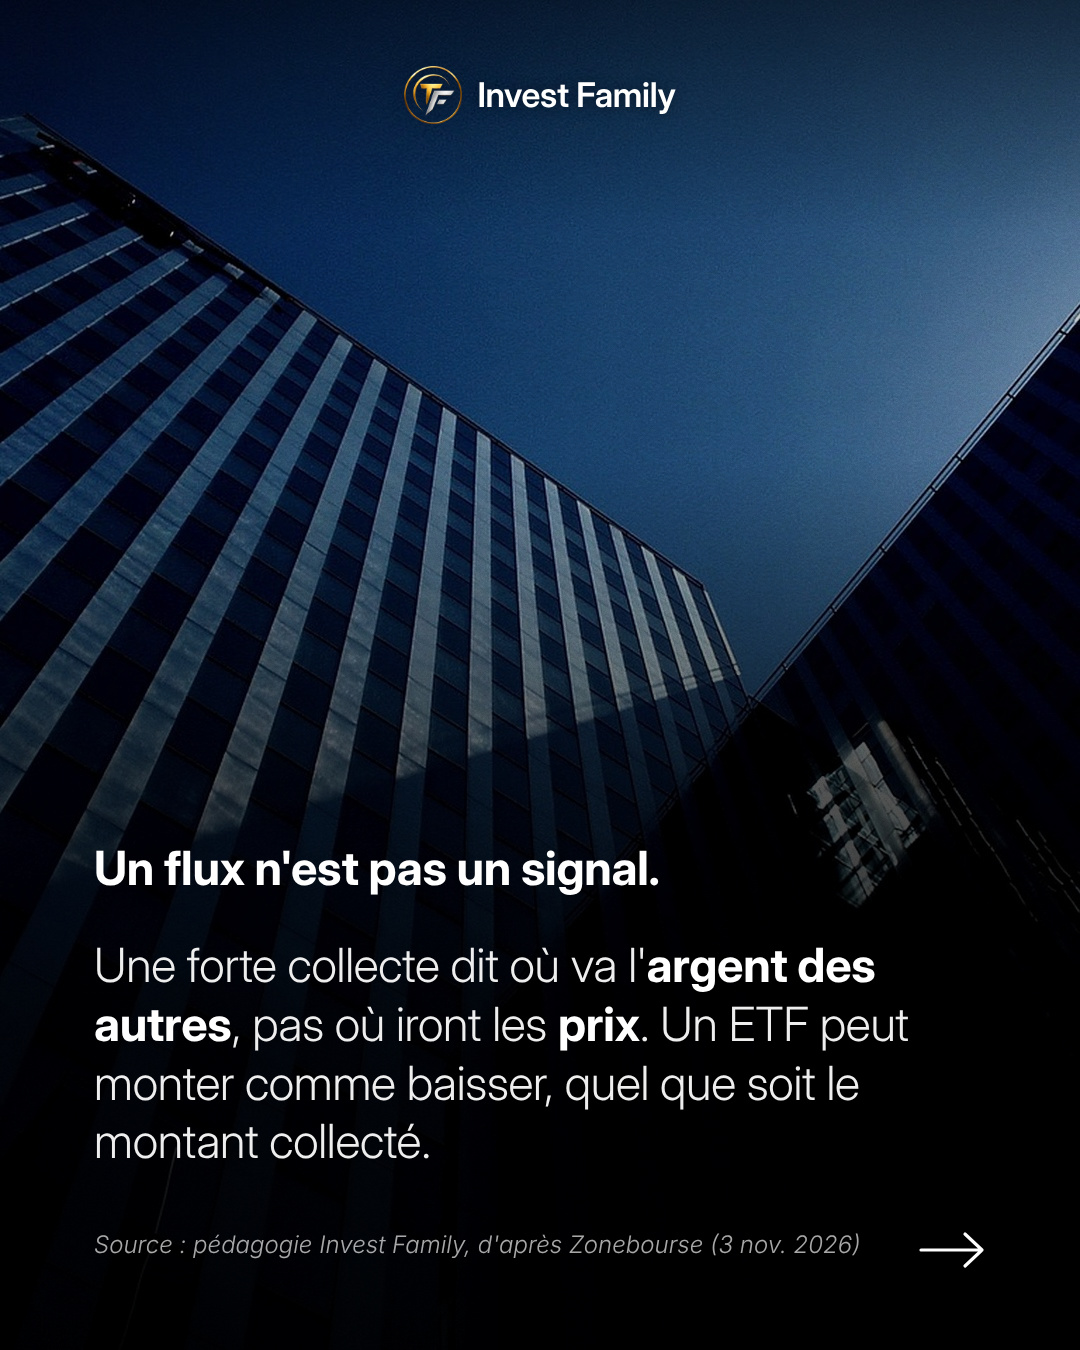 Invest Family
Un flux n'est pas un signal.
Une forte collecte dit où va l'argent des
autres, pas où iront les prix. Un ETF peut
monter comme baisser, quel que soit le
montant collecté.
Source : pédagogie Invest Family, d'après Zonebourse (3 nov. 2026)